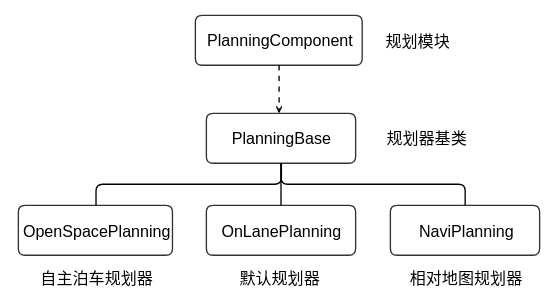 PlanningComponent 规划模块
PlanningBase 规划器基类
OpenSpacePlanning OnLanePlanning NaviPlanning
自主泊车规划器 默认规划器 相对地图规划器